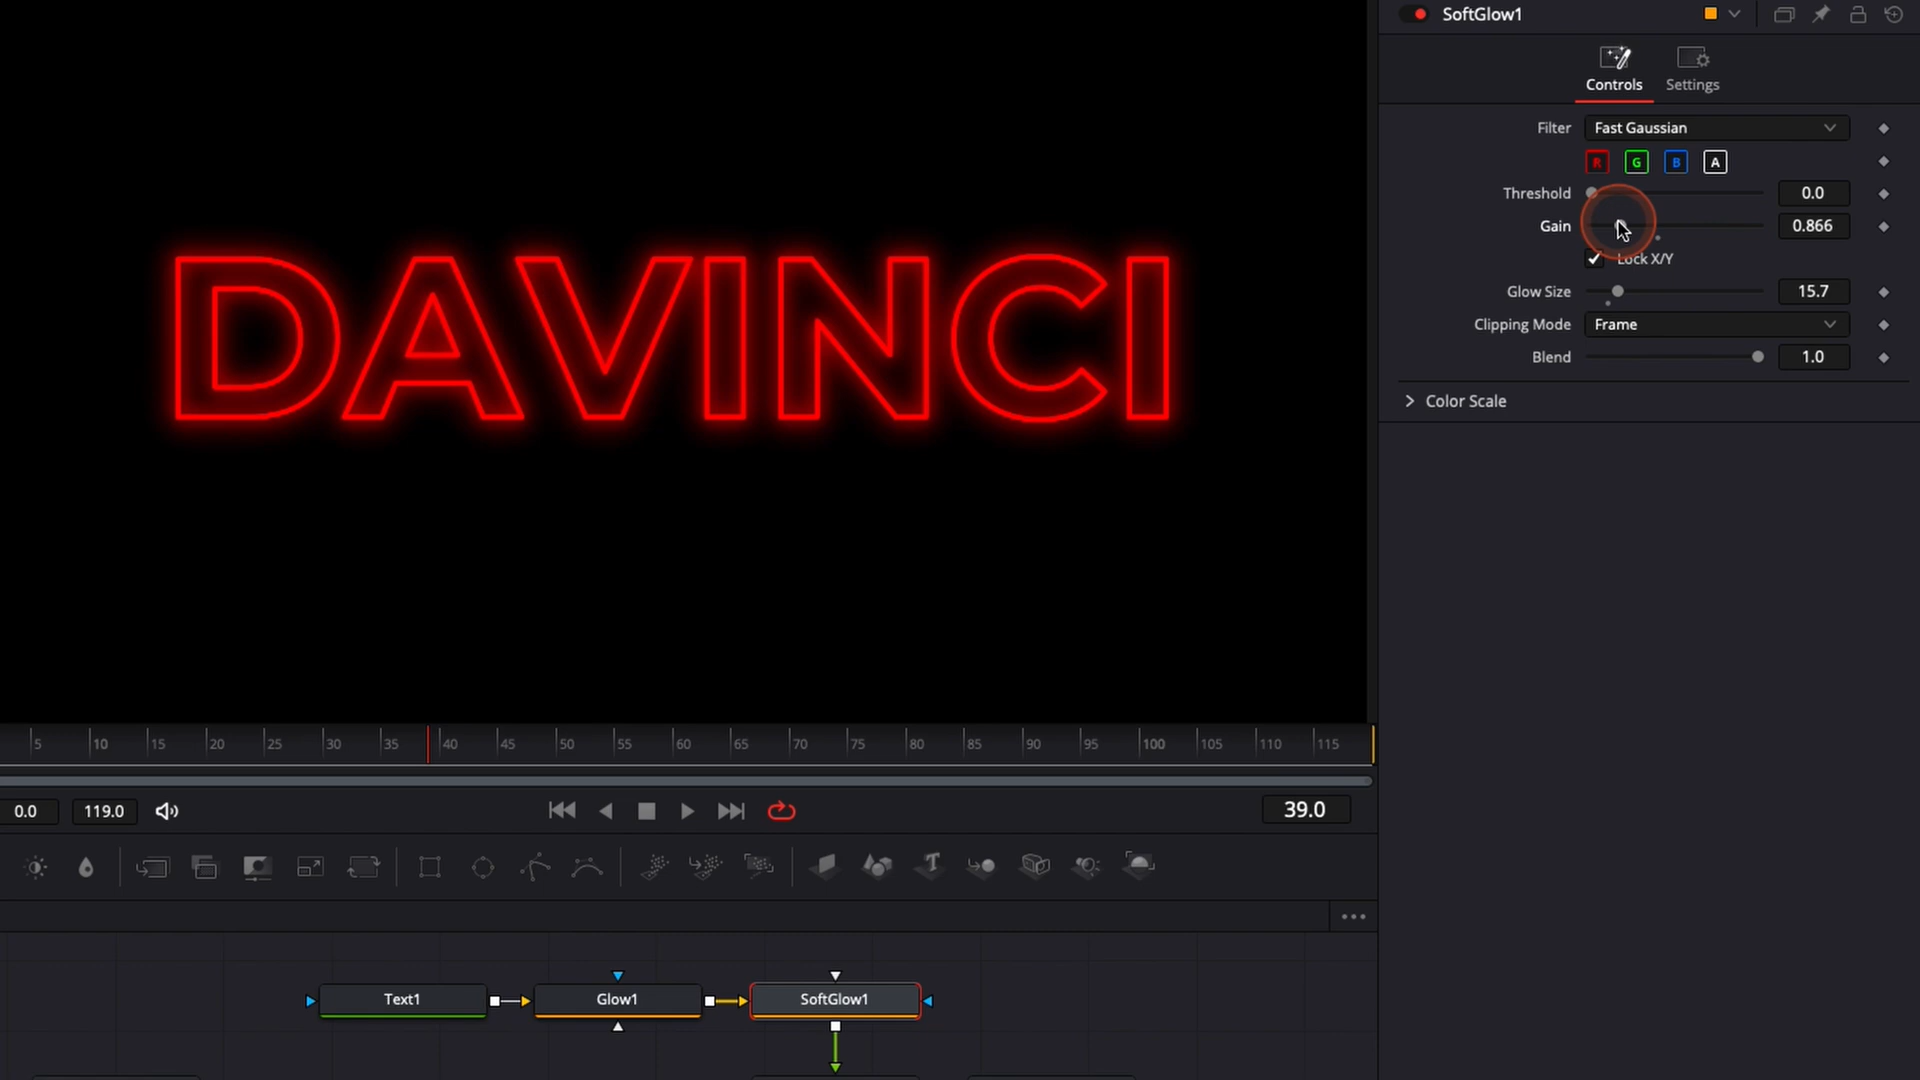 SoftGlow1
Controls Settings
Filter Fast Gaussian
R G B A
Threshold 0.0
Gain 0.866
Lock X/Y
Glow Size 15.7
Clipping Mode Frame
Blend 1.0
Color Scale
DAVINCI
5 10 15 20 25 30 35 40 45 50 55 60 65 70 75 80 85 90 95 100 105 110 115
0.0 119.0 39.0
Text1 Glow1 SoftGlow1